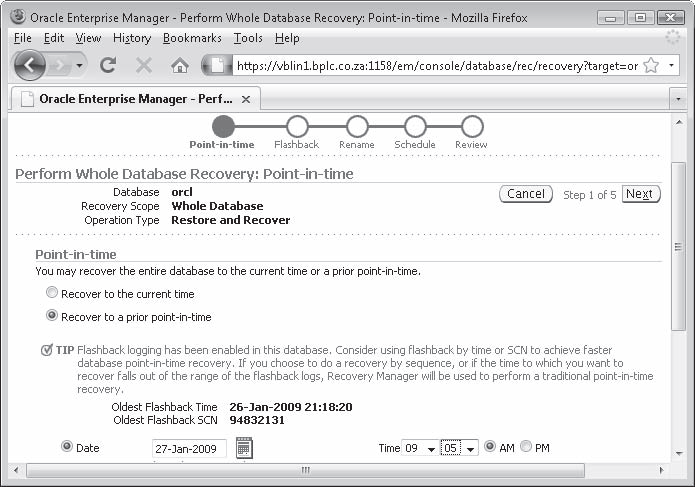 Oracle Enterprise Manager - Perform Whole Database Recovery: Point-in-time - Mozilla Firefox
File Edit View History Bookmarks Tools Help
https://vblin1.bplc.co.za:1158/em/console/database/rec/recovery?target=or
Oracle Enterprise Manager - Perf...
Point-in-time Flashback Rename Schedule Review
Perform Whole Database Recovery: Point-in-time
Database orcl
Recovery Scope Whole Database
Operation Type Restore and Recover
Cancel Step 1 of 5 Next
Point-in-time
You may recover the entire database to the current time or a prior point-in-time.
Recover to the current time
Recover to a prior point-in-time
TIP Flashback logging has been enabled in this database. Consider using flashback by time or SCN to achieve faster
database point-in-time recovery. If you choose to do a recovery by sequence, or if the time to which you want to
recover falls out of the range of the flashback logs, Recovery Manager will be used to perform a traditional point-in-time
recovery.
Oldest Flashback Time 26-Jan-2009 21:18:20
Oldest Flashback SCN 94832131
Date 27-Jan-2009 Time 09 05 AM PM